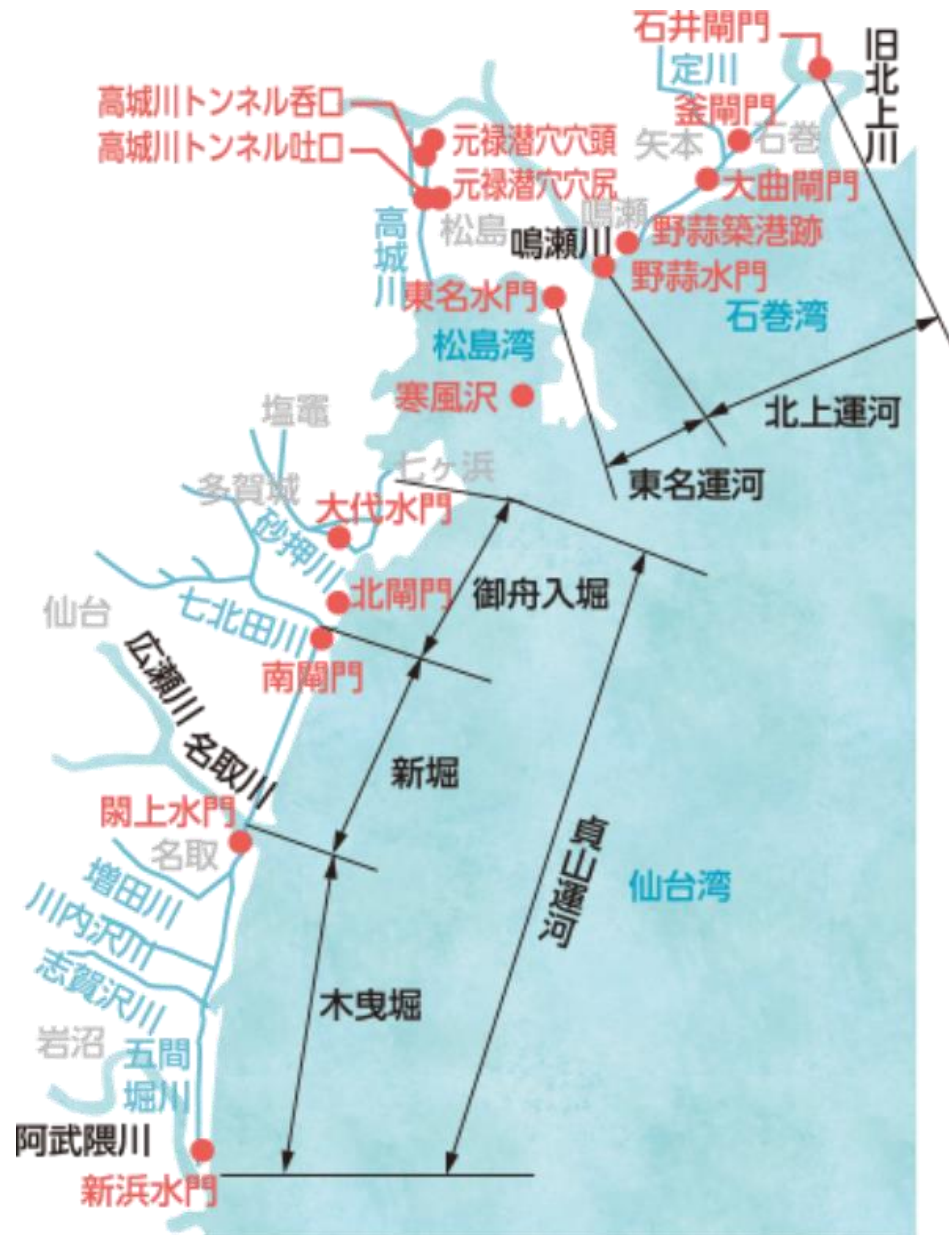 石井閘門
旧北上川
定川
高城川トンネル呑口
釜閘門
元禄潜穴穴頭
矢本
石巻
高城川トンネル吐口
大曲閘門
元禄潜穴穴尻
高城川
松島
鳴瀬
鳴瀬川
野蒜築港跡
野蒜水門
東名水門
石巻湾
松島湾
寒風沢
北上運河
塩竈
七ヶ浜
東名運河
多賀城
大代水門
砂押川
北閘門
御舟入堀
仙台
七北田川
広瀬川
南閘門
名取川
新堀
閖上水門
名取
貞山運河
仙台湾
増田川
川内沢川
志賀沢川
木曳堀
岩沼
五間
堀川
阿武隈川
新浜水門